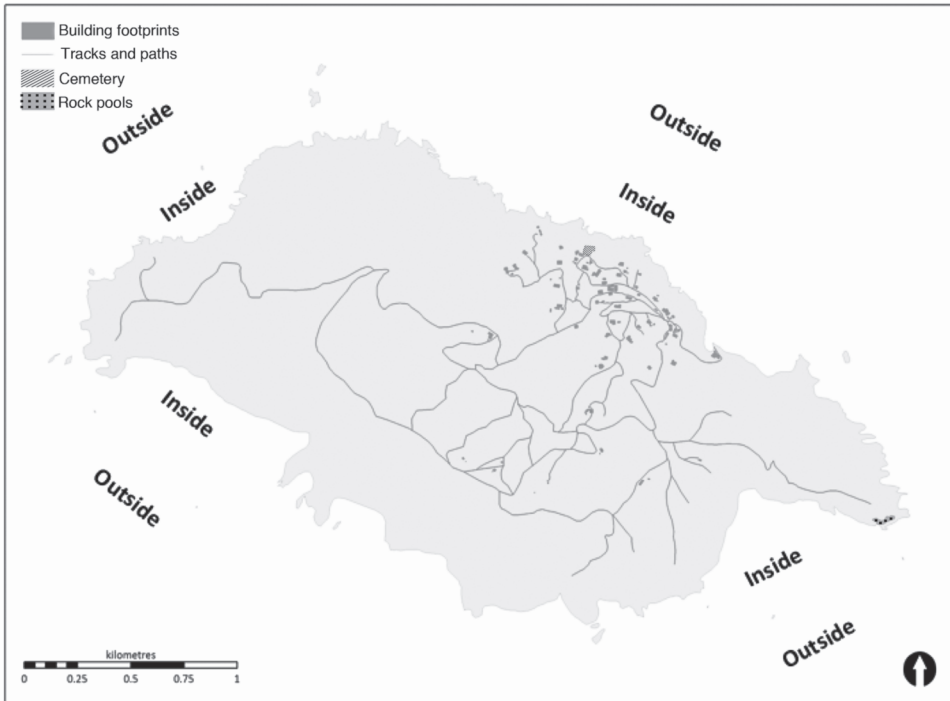 Building footprints
Tracks and paths
Cemetery
Rock pools
Outside
Inside
Outside
Inside
Inside
Outside
Inside
Outside
kilometres
0 0.25 0.5 0.75 1